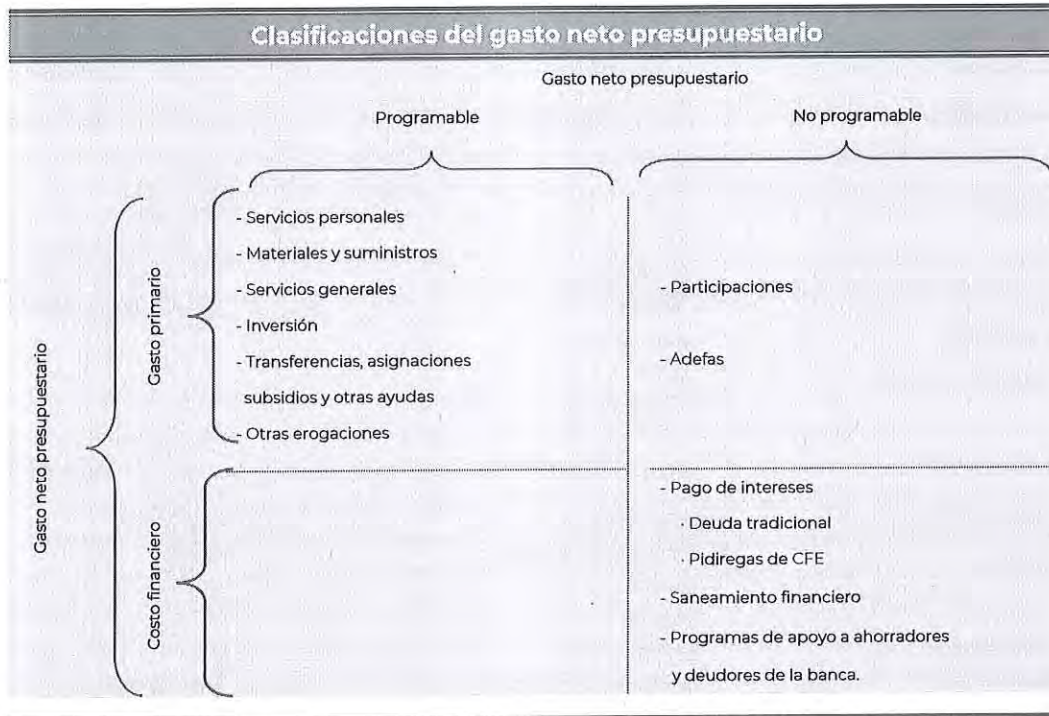 Clasificaciones del gasto neto presupuestario
Gasto neto presupuestario
Programable
No programable
Gasto neto presupuestario
Gasto primario
- Servicios personales
- Materiales y suministros
- Servicios generales
- Inversión
- Transferencias, asignaciones
subsidios y otras ayudas
- Otras erogaciones
- Participaciones
- Adefas
Costo financiero
- Pago de intereses
· Deuda tradicional
· Pidiregas de CFE
- Saneamiento financiero
- Programas de apoyo a ahorradores
y deudores de la banca.